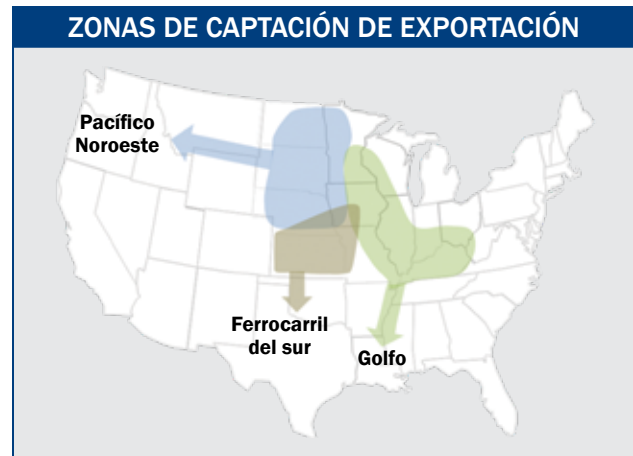 ZONAS DE CAPTACIÓN DE EXPORTACIÓN
Pacífico
Noroeste
Ferrocarril
del sur
Golfo